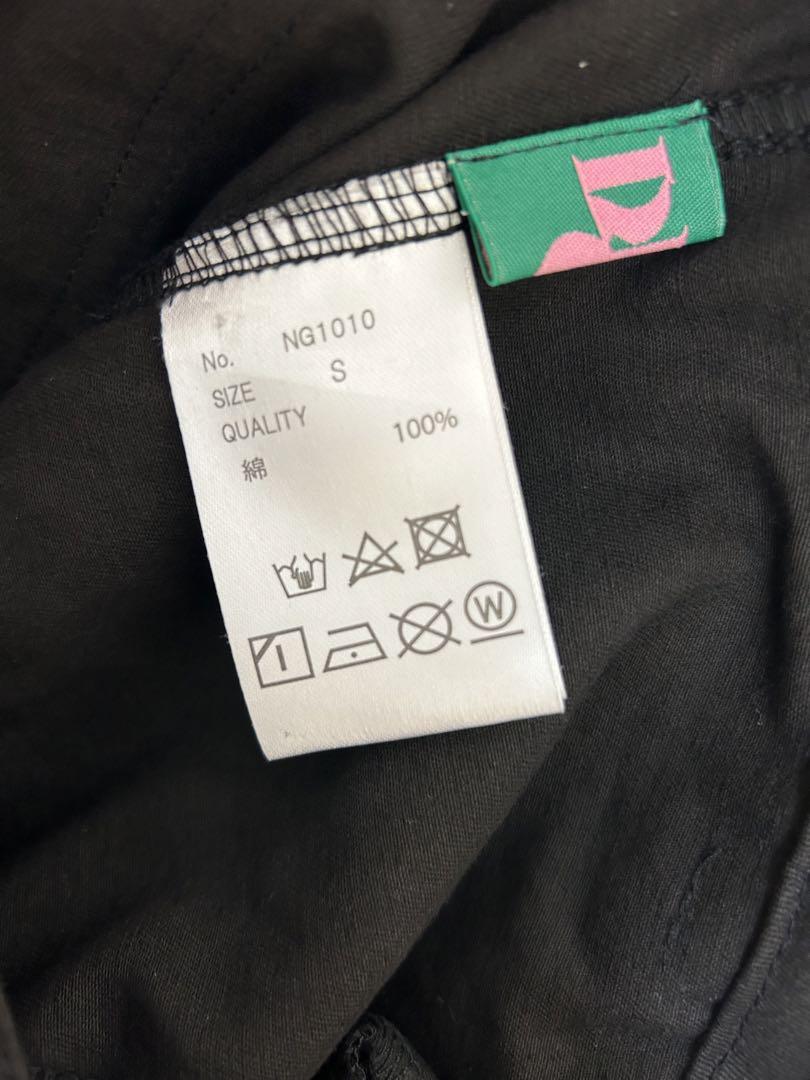 No. NG1010
SIZE S
QUALITY
綿 100%
W